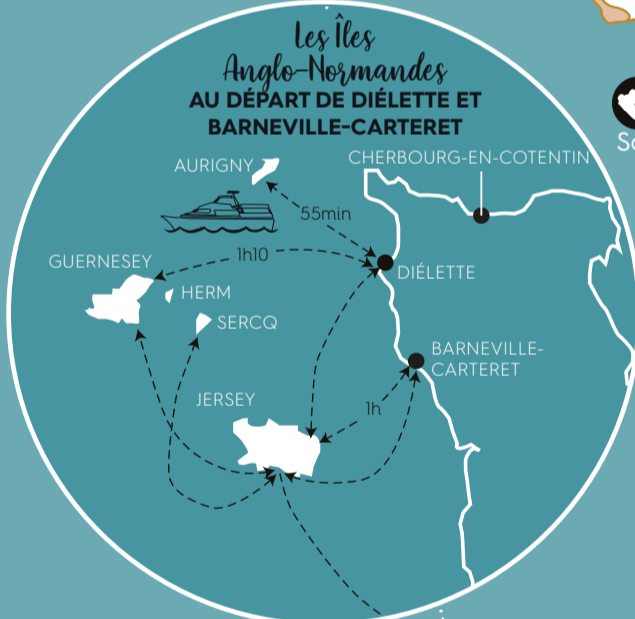 Les Îles
Anglo-Normandes
AU DÉPART DE DIÉLETTE ET
BARNEVILLE-CARTERET
AURIGNY
CHERBOURG-EN-COTENTIN
55min
GUERNESEY
1h10
DIÉLETTE
HERM
SERCQ
BARNEVILLE-
CARTERET
JERSEY
1h